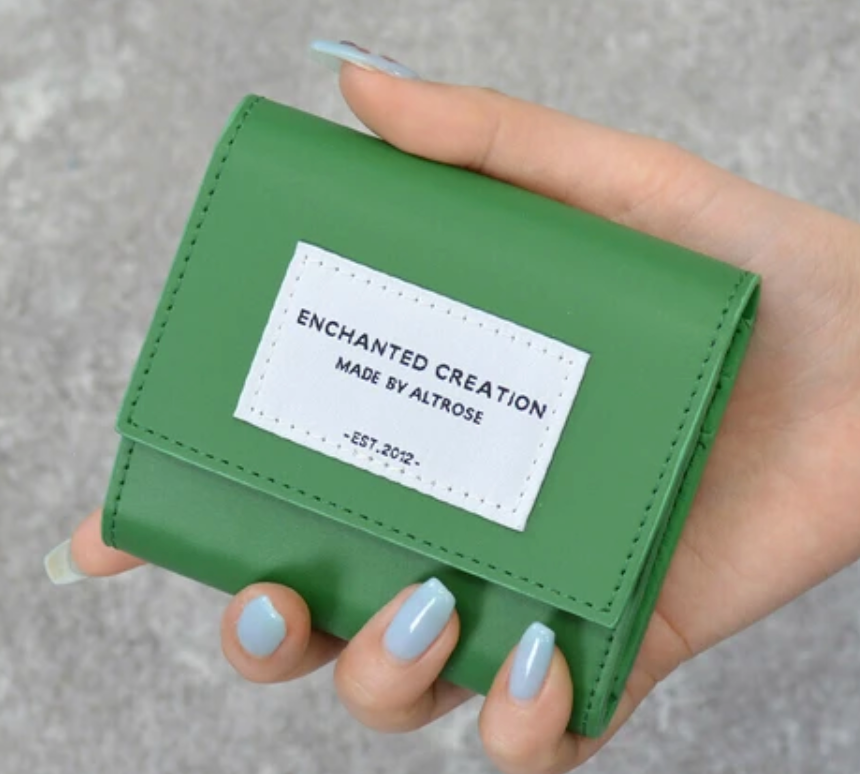 ENCHANTED CREATION
MADE BY ALTROSE
-EST.2012-